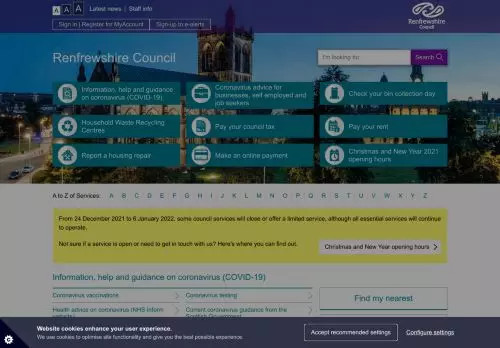 A A A Latest news | Staff info
Sign in | Register for MyAccount Sign-up to e-alerts
Renfrewshire
Council
Renfrewshire Council
I'm looking for Search
Information, help and guidance
on coronavirus (COVID-19)
Coronavirus advice for
businesses, self employed and
job seekers
Check your bin collection day
Household Waste Recycling
Centres
Pay your council tax
Pay your rent
Report a housing repair
Make an online payment
Christmas and New Year 2021
opening hours
A to Z of Services: A B C D E F G H I J K L M N O P Q R S T U V W X Y Z
From 24 December 2021 to 6 January 2022, some council services will close or offer a limited service, although all essential services will continue
to operate.
Not sure if a service is open or need to get in touch with us? Here's where you can find out.
Christmas and New Year opening hours
Information, help and guidance on coronavirus (COVID-19)
Coronavirus vaccinations
Coronavirus testing
Find my nearest
Health advice on coronavirus (NHS Inform
website)
Current coronavirus guidance from the
Scottish Government
Website cookies enhance your user experience.
We use cookies to optimise site functionality and give you the best possible experience.
Accept recommended settings
Configure settings